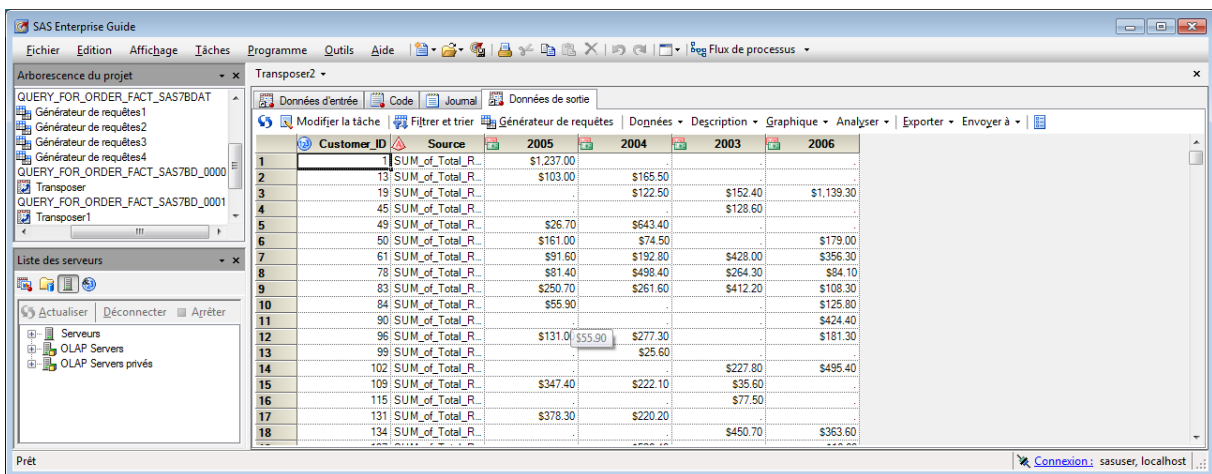 SAS Enterprise Guide
Fichier Edition Affichage Tâches Programme Outils Aide Flux de processus
Arborescence du projet
QUERY_FOR_ORDER_FACT_SAS7BDAT
Générateur de requêtes1
Générateur de requêtes2
Générateur de requêtes3
Générateur de requêtes4
QUERY_FOR_ORDER_FACT_SAS7BD_0000
Transposer
QUERY_FOR_ORDER_FACT_SAS7BD_0001
Transposer1
Liste des serveurs
Actualiser Déconnecter Arrêter
Serveurs
OLAP Servers
OLAP Servers privés
Transposer2
Données d'entrée Code Journal Données de sortie
Modifier la tâche Filtrer et trier Générateur de requêtes Données Description Graphique Analyser Exporter Envoyer à
Customer_ID Source 2005 2004 2003 2006
1 1 SUM_of_Total_R... $1,237.00 . . .
2 13 SUM_of_Total_R... $103.00 $165.50 . .
3 19 SUM_of_Total_R... . $122.50 $152.40 $1,139.30
4 45 SUM_of_Total_R... . . $128.60 .
5 49 SUM_of_Total_R... $26.70 $643.40 . .
6 50 SUM_of_Total_R... $161.00 $74.50 . $179.00
7 61 SUM_of_Total_R... $91.60 $192.80 $428.00 $356.30
8 78 SUM_of_Total_R... $81.40 $498.40 $264.30 $84.10
9 83 SUM_of_Total_R... $250.70 $261.60 $412.20 $108.30
10 84 SUM_of_Total_R... $55.90 . . $125.80
11 90 SUM_of_Total_R... . . . $424.40
12 96 SUM_of_Total_R... $131.00 $277.30 . $181.30
$55.90
13 99 SUM_of_Total_R... . $25.60 . .
14 102 SUM_of_Total_R... . . $227.80 $495.40
15 109 SUM_of_Total_R... $347.40 $222.10 $35.60 .
16 115 SUM_of_Total_R... . . $77.50 .
17 131 SUM_of_Total_R... $378.30 $220.20 . .
18 134 SUM_of_Total_R... . . $450.70 $363.60
Prêt
Connexion : sasuser, localhost